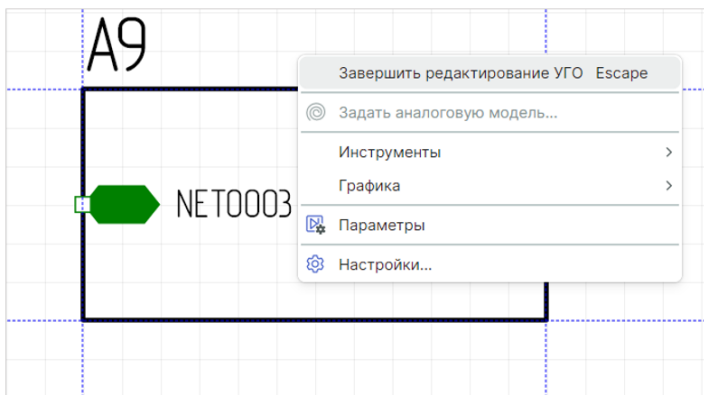 A9
Завершить редактирование УГО Escape
Задать аналоговую модель...
Инструменты
Графика
NET0003
Параметры
Настройки...